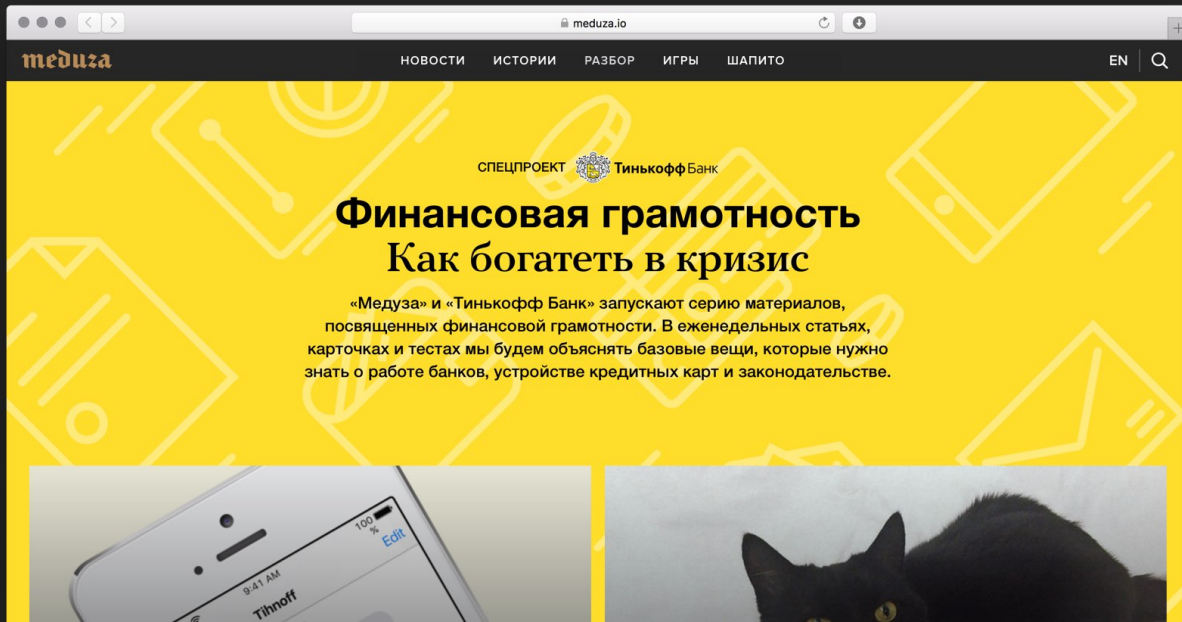 meduza.io
meduza
НОВОСТИ ИСТОРИИ РАЗБОР ИГРЫ ШАПИТО
EN
СПЕЦПРОЕКТ Тинькофф Банк
Финансовая грамотность
Как богатеть в кризис
«Медуза» и «Тинькофф Банк» запускают серию материалов,
посвященных финансовой грамотности. В еженедельных статьях,
карточках и тестах мы будем объяснять базовые вещи, которые нужно
знать о работе банков, устройстве кредитных карт и законодательстве.
100
%
9:41 AM
Edit
Tihnoff